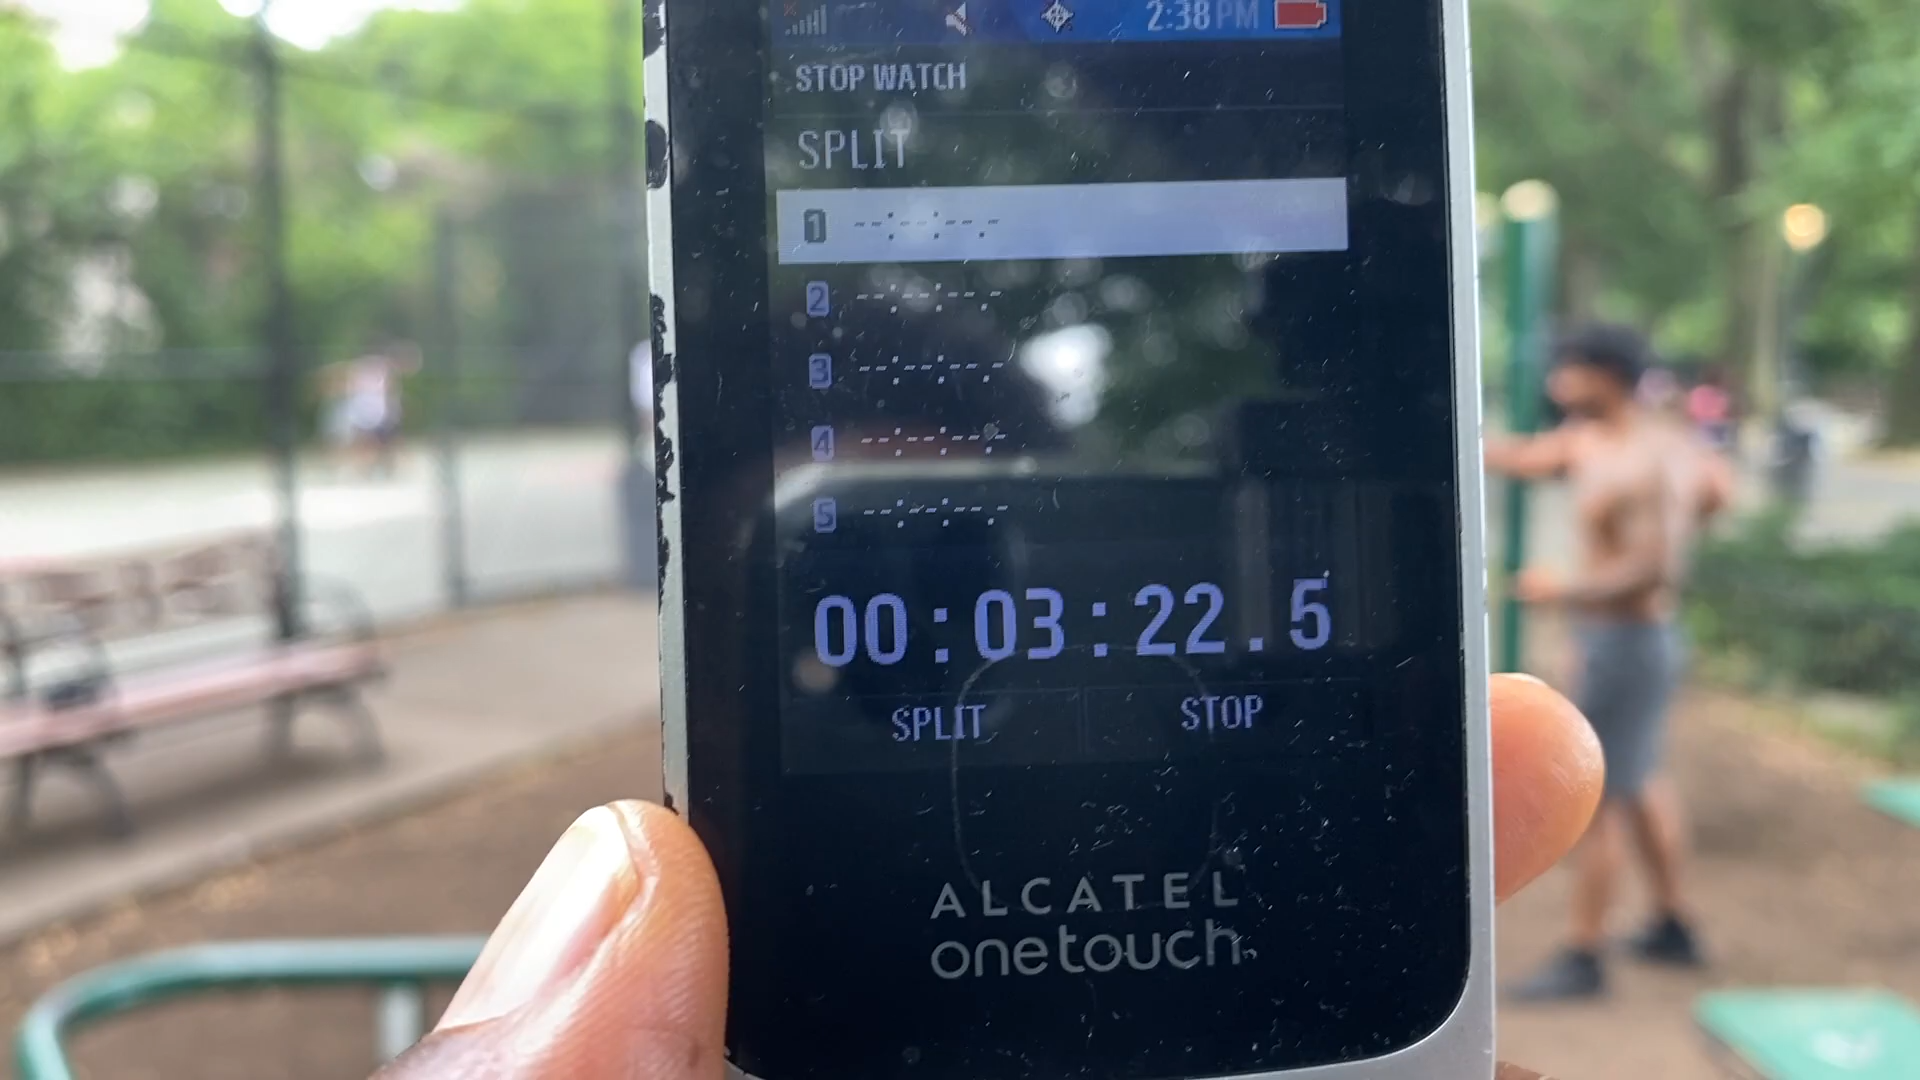 2:38 PM
STOP WATCH
SPLIT
1 --:--:--.-
2 --:--:--.-
3 --:--:--.-
4 --:--:--.-
5 --:--:--.-
00:03:22.5
SPLIT STOP
ALCATEL
onetouch